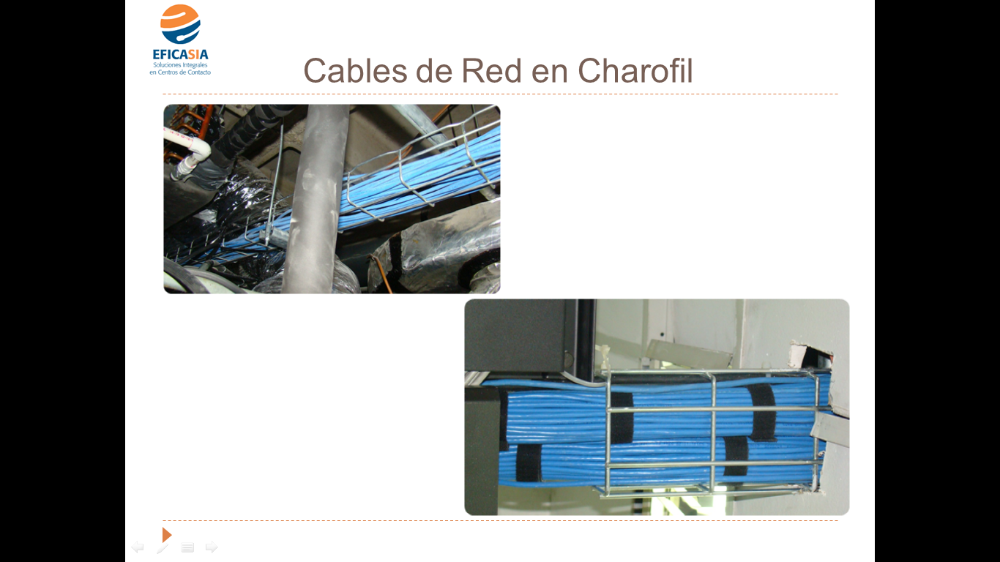 EFICASIA
Soluciones Integrales
en Centros de Contacto
Cables de Red en Charofil